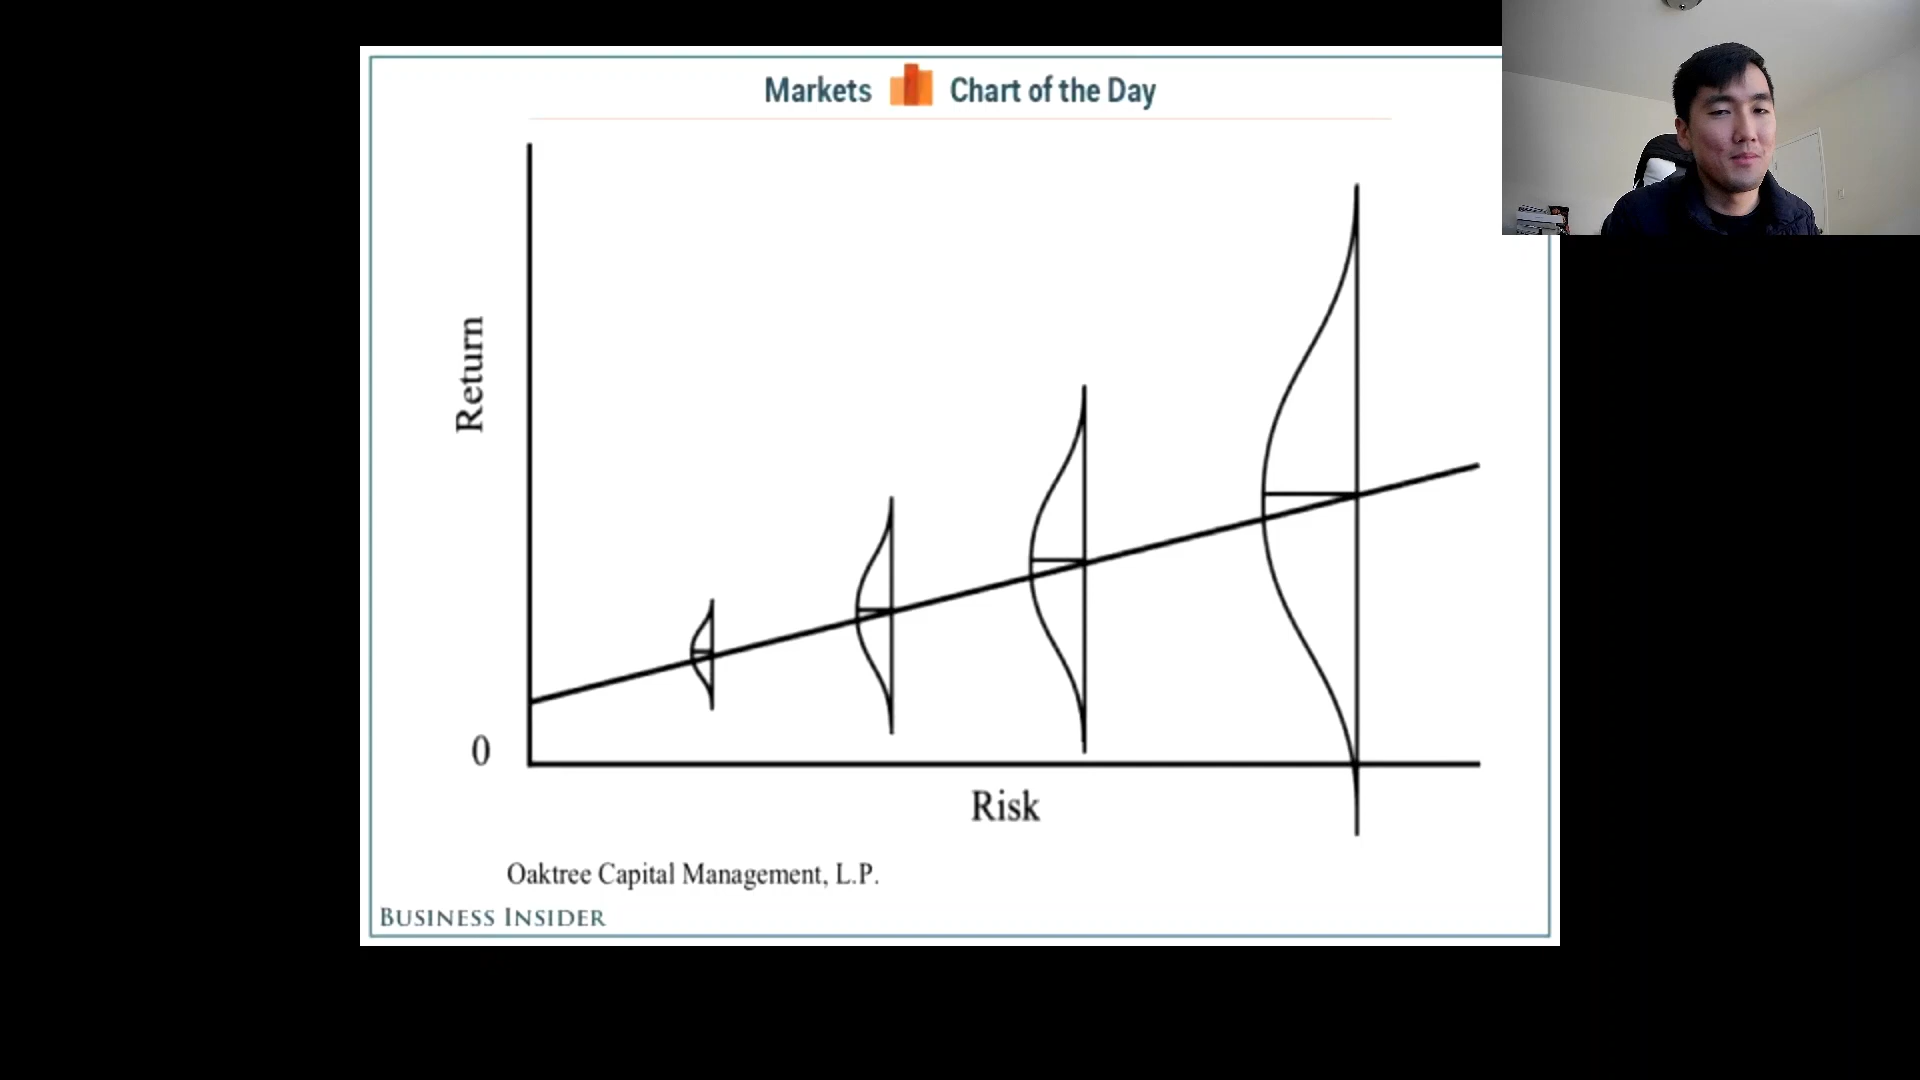 Markets Chart of the Day
Return
0
Risk
Oaktree Capital Management, L.P.
BUSINESS INSIDER